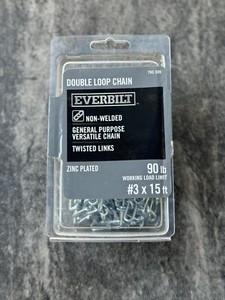 DOUBLE LOOP CHAIN
EVERBILT
NON-WELDED
GENERAL PURPOSE
VERSATILE CHAIN
TWISTED LINKS
ZINC PLATED
90 lb
WORKING LOAD LIMIT
#3 x 15 ft